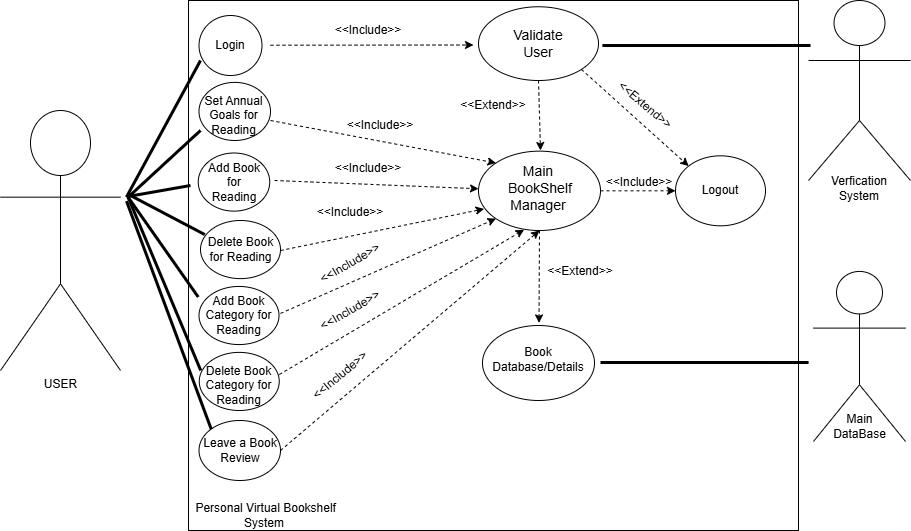 Login
<<Include>>
Validate
User
Set Annual
Goals for
Reading
<<Include>>
<<Extend>>
<<Extend>>
Add Book
for
Reading
<<Include>>
Main
BookShelf
Manager
<<Include>>
Logout
Verfication
System
Delete Book
for Reading
<<Include>>
<<Include>>
<<Extend>>
Add Book
Category for
Reading
<<Include>>
USER
Delete Book
Category for
Reading
<<Include>>
Book
Database/Details
Main
DataBase
Leave a Book
Review
Personal Virtual Bookshelf
System